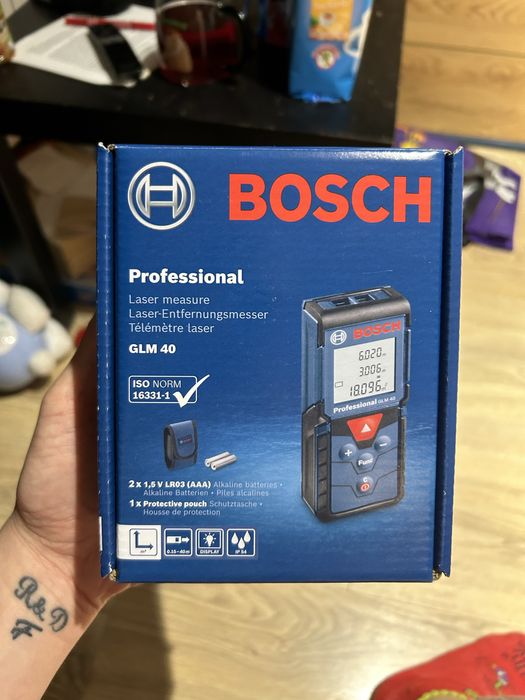 BOSCH
Professional
Laser measure
Laser-Entfernungsmesser
Télémètre laser
GLM 40
ISO NORM
16331-1
BOSCH
6.020m
3.006m
18.096m²
Professional GLM 40
Func
C
2 x 1,5 V LR03 (AAA) Alkaline batteries •
Alkaline Batterien • Piles alcalines
1 x Protective pouch Schutztasche •
Housse de protection
m²
0.15-40m
DISPLAY
IP 54
R&D
F